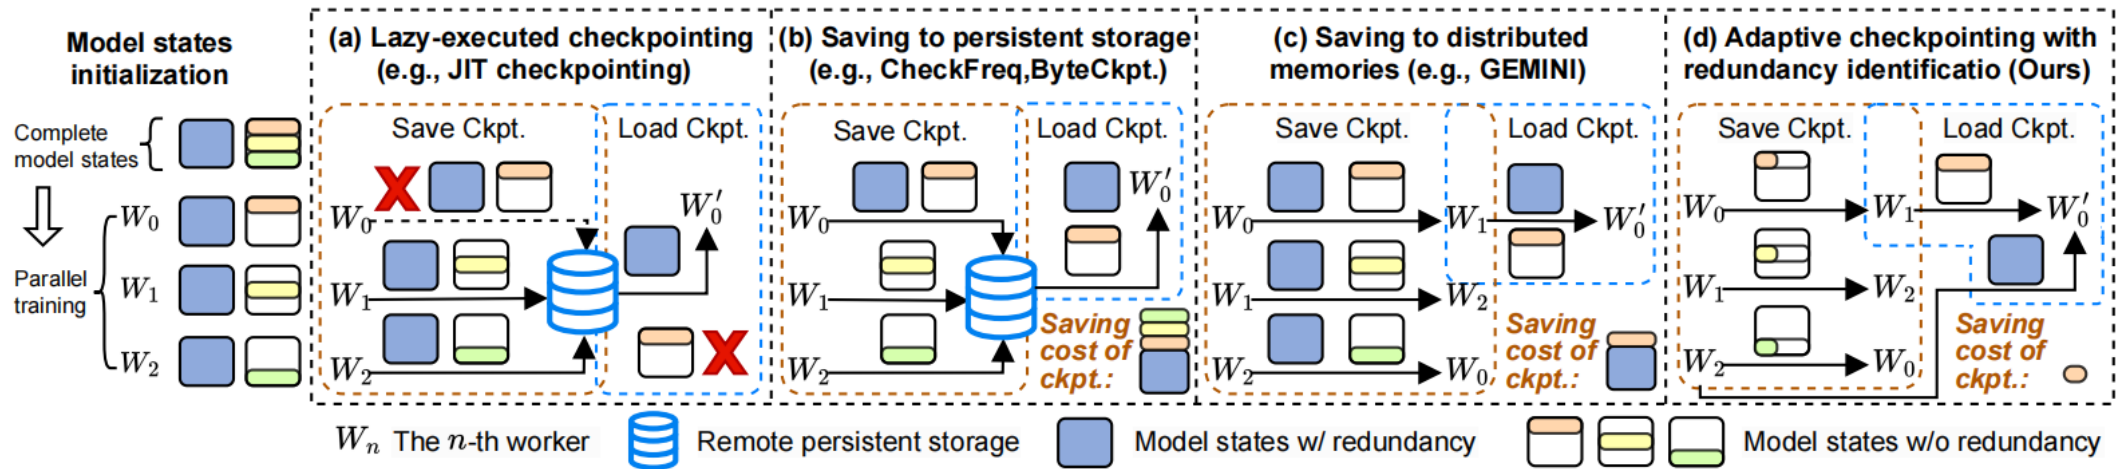 Model states
initialization
Complete
model states
Parallel
training
W0
W1
W2
(a) Lazy-executed checkpointing
(e.g., JIT checkpointing)
Save Ckpt.
Load Ckpt.
W0
W1
W2
W0′
(b) Saving to persistent storage
(e.g., CheckFreq,ByteCkpt.)
Save Ckpt.
Load Ckpt.
W0
W1
W2
W0′
Saving
cost of
ckpt.:
(c) Saving to distributed
memories (e.g., GEMINI)
Save Ckpt.
Load Ckpt.
W0
W1
W0′
W1
W2
W2
W0
Saving
cost of
ckpt.:
(d) Adaptive checkpointing with
redundancy identificatio (Ours)
Save Ckpt.
Load Ckpt.
W0
W1
W0′
W1
W2
W2
W0
Saving
cost of
ckpt.:
Wn The n-th worker
Remote persistent storage
Model states w/ redundancy
Model states w/o redundancy